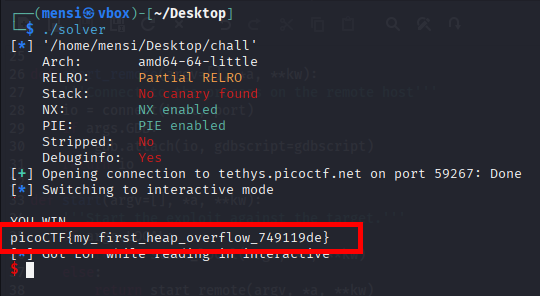 ┌──(mensi㉿vbox)-[~/Desktop]
└─$ ./solver
[*] '/home/mensi/Desktop/chall'
Arch: amd64-64-little
RELRO: Partial RELRO
Stack: No canary found
NX: NX enabled
PIE: PIE enabled
Stripped: No
Debuginfo: Yes
[+] Opening connection to tethys.picoctf.net on port 59267: Done
[*] Switching to interactive mode
YOU WIN
picoCTF{my_first_heap_overflow_749119de}
[*] Got EOF while reading in interactive
$